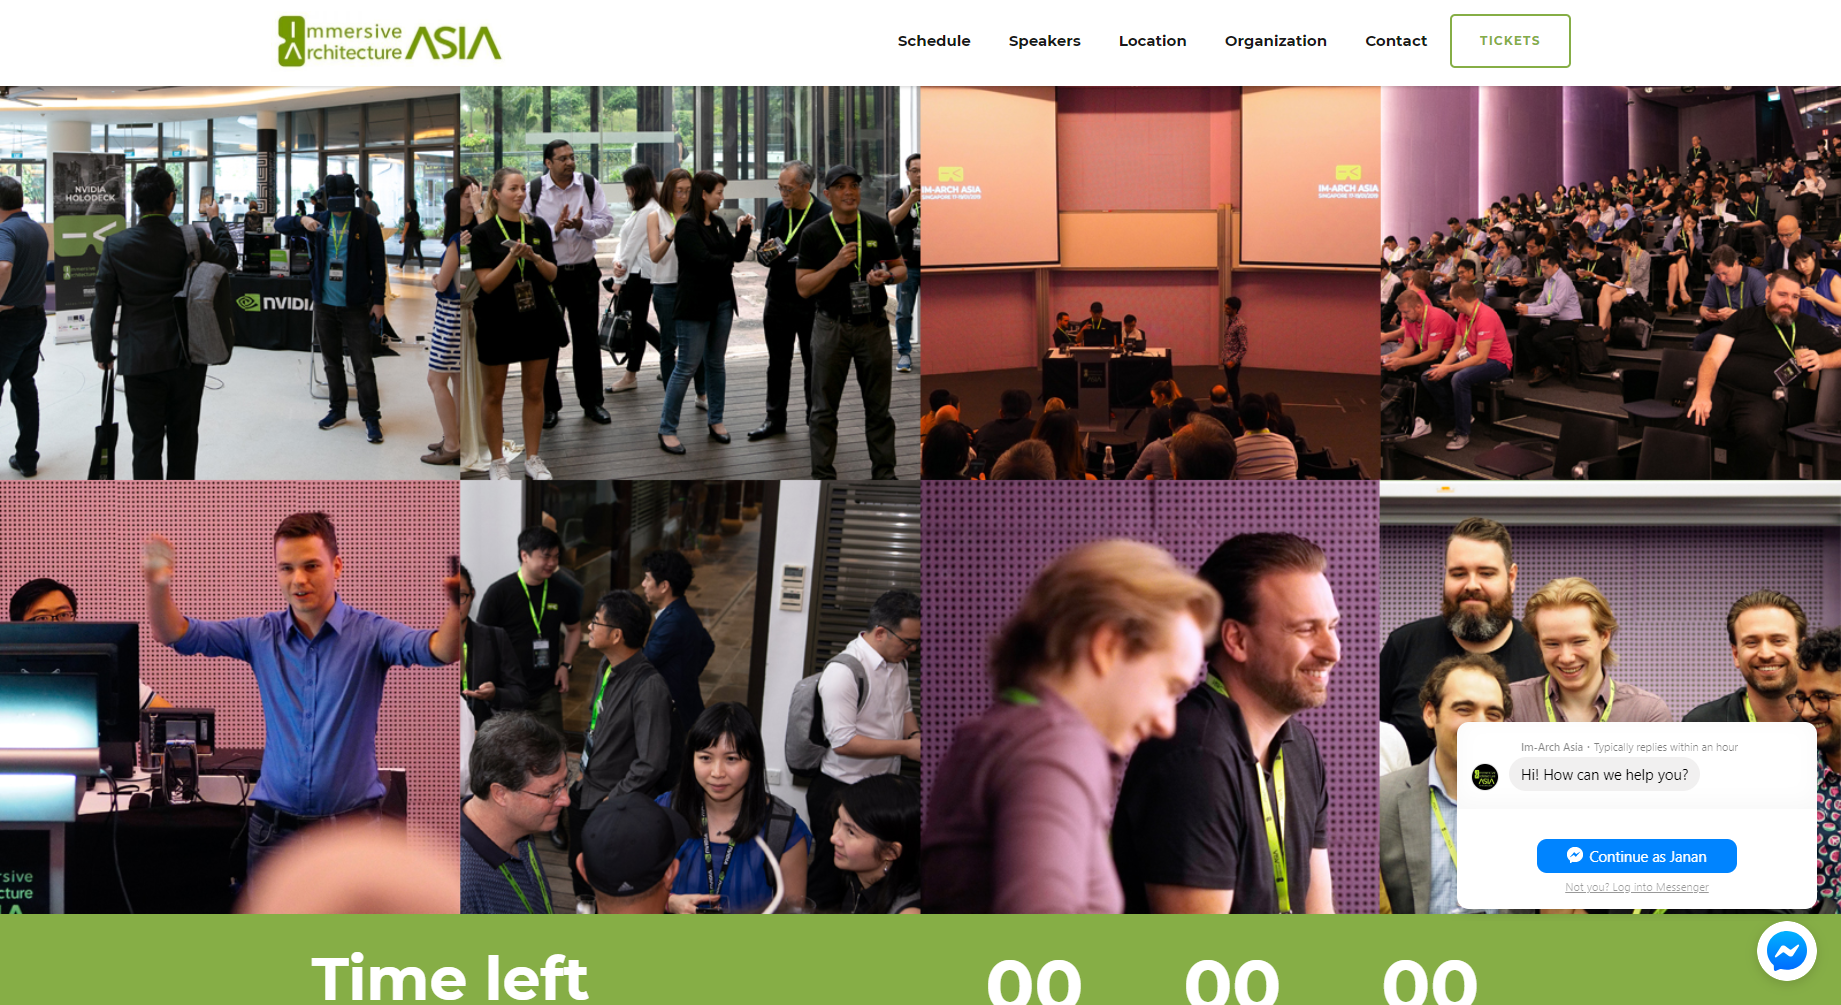 Immersive
Architecture ASIA
Schedule
Speakers
Location
Organization
Contact
TICKETS
NVIDIA
HOLODECK
NVIDIA
IM-ARCH ASIA
IM-ARCH ASIA
Im-Arch Asia · Typically replies within an hour
Hi! How can we help you?
Continue as Janan
Not you? Log into Messenger
Time left
00
00
00